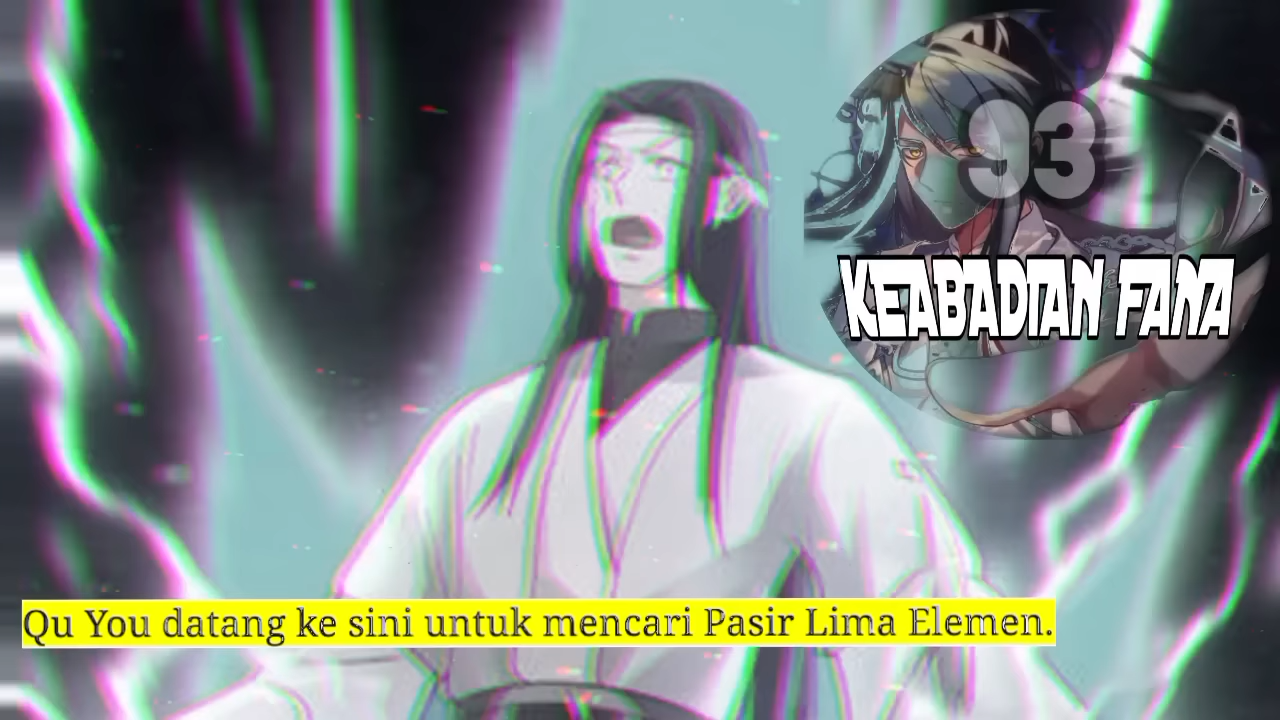 93
KEABADIAN FANA
Qu You datang ke sini untuk mencari Pasir Lima Elemen.